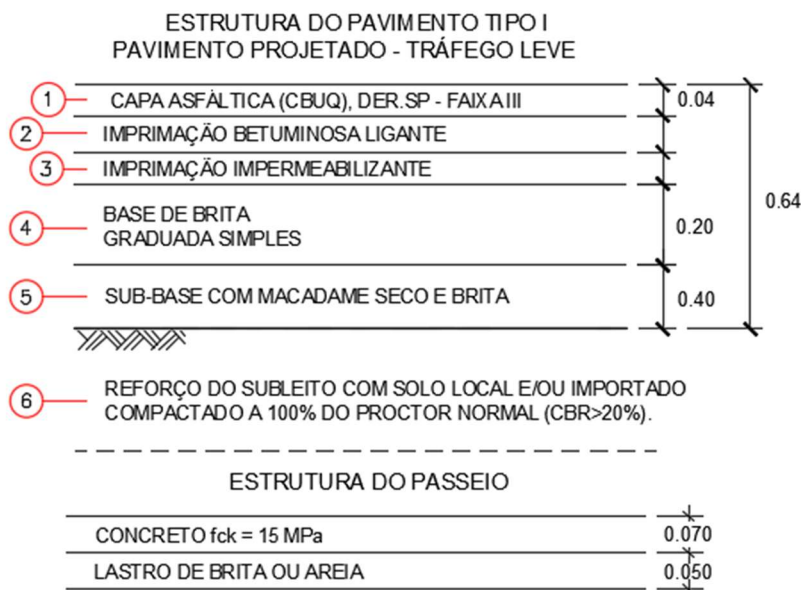 ESTRUTURA DO PAVIMENTO TIPO I
PAVIMENTO PROJETADO - TRÁFEGO LEVE
1 CAPA ASFÁLTICA (CBUQ), DER.SP - FAIXA III 0.04
2 IMPRIMAÇÃO BETUMINOSA LIGANTE
3 IMPRIMAÇÃO IMPERMEABILIZANTE
0.64
4 BASE DE BRITA
GRADUADA SIMPLES 0.20
5 SUB-BASE COM MACADAME SECO E BRITA 0.40
6 REFORÇO DO SUBLEITO COM SOLO LOCAL E/OU IMPORTADO
COMPACTADO A 100% DO PROCTOR NORMAL (CBR>20%).
ESTRUTURA DO PASSEIO
CONCRETO fck = 15 MPa 0.070
LASTRO DE BRITA OU AREIA 0.050